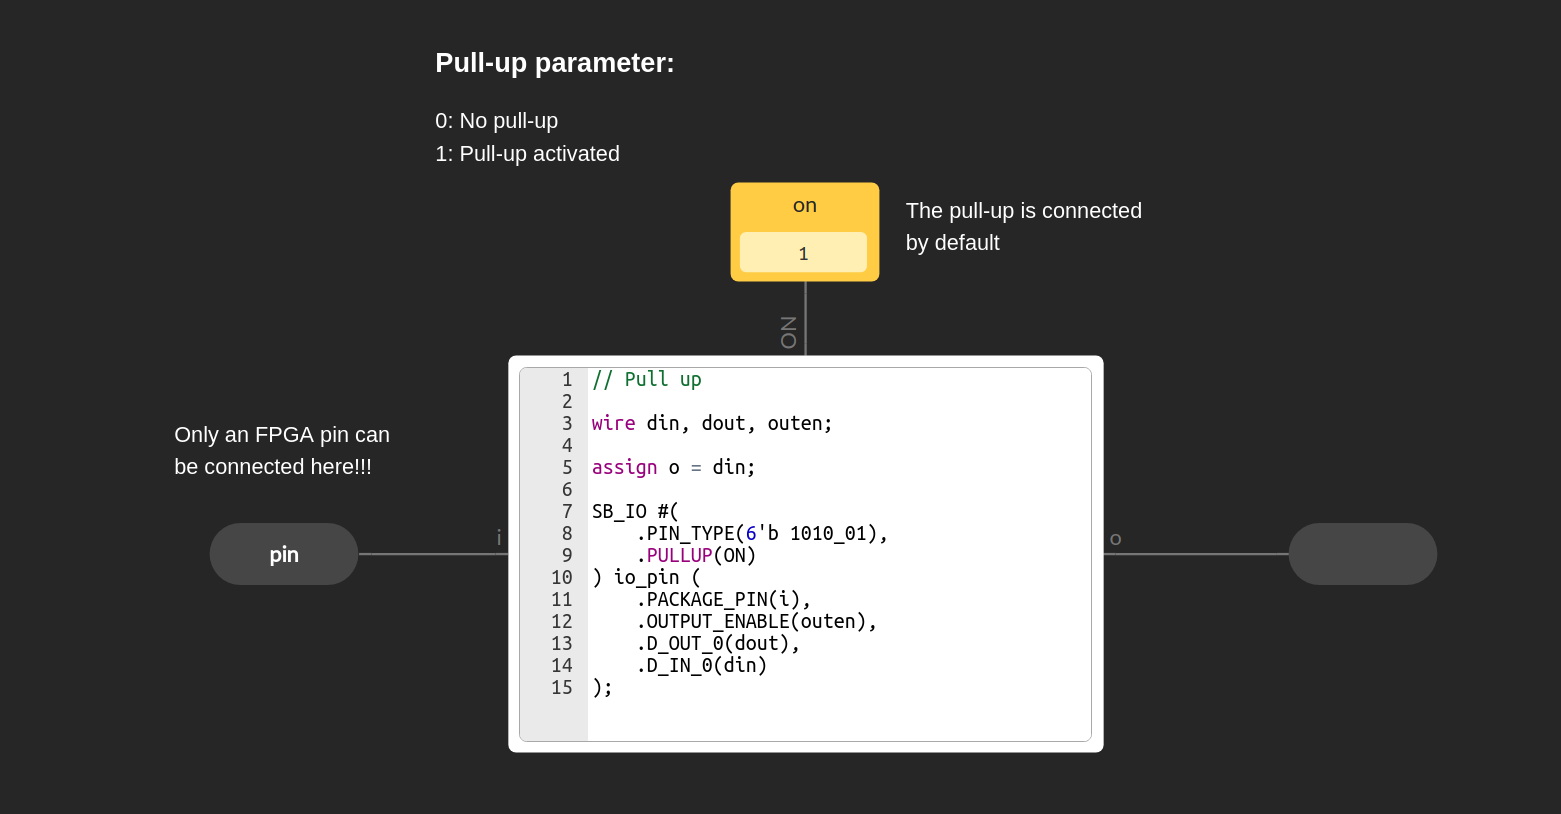 Pull-up parameter:
0: No pull-up
1: Pull-up activated
on
1
The pull-up is connected
by default
ON
Only an FPGA pin can
be connected here!!!
pin
i
1 // Pull up
2
3 wire din, dout, outen;
4
5 assign o = din;
6
7 SB_IO #(
8     .PIN_TYPE(6'b 1010_01),
9     .PULLUP(ON)
10 ) io_pin (
11     .PACKAGE_PIN(i),
12     .OUTPUT_ENABLE(outen),
13     .D_OUT_0(dout),
14     .D_IN_0(din)
15 );
o